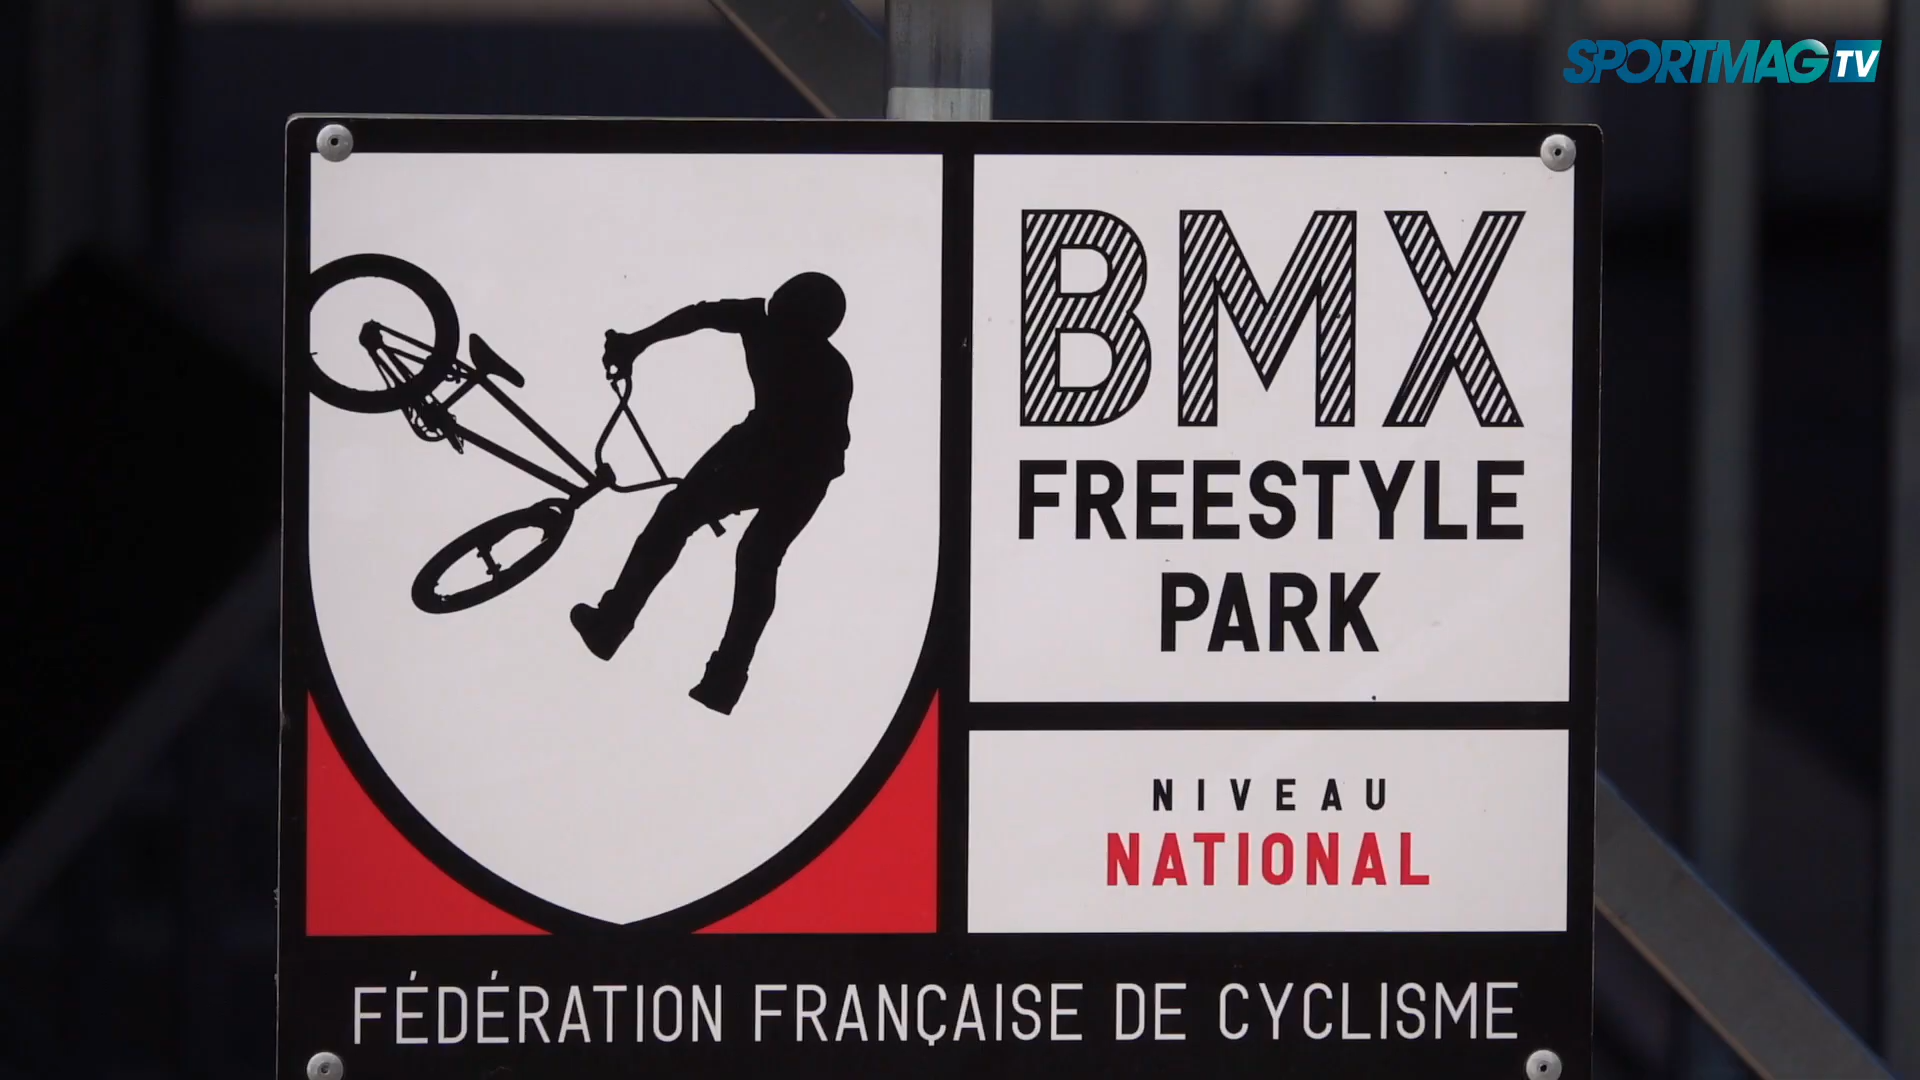 SPORTMAG TV
BMX
FREESTYLE
PARK
NIVEAU
NATIONAL
FÉDÉRATION FRANÇAISE DE CYCLISME